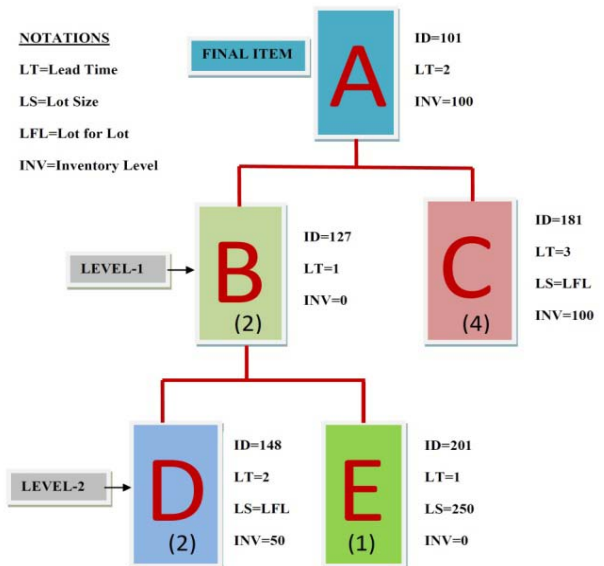 NOTATIONS
LT=Lead Time
LS=Lot Size
LFL=Lot for Lot
INV=Inventory Level
FINAL ITEM
A
ID=101
LT=2
INV=100
LEVEL-1
B
(2)
ID=127
LT=1
INV=0
C
(4)
ID=181
LT=3
LS=LFL
INV=100
LEVEL-2
D
(2)
ID=148
LT=2
LS=LFL
INV=50
E
(1)
ID=201
LT=1
LS=250
INV=0